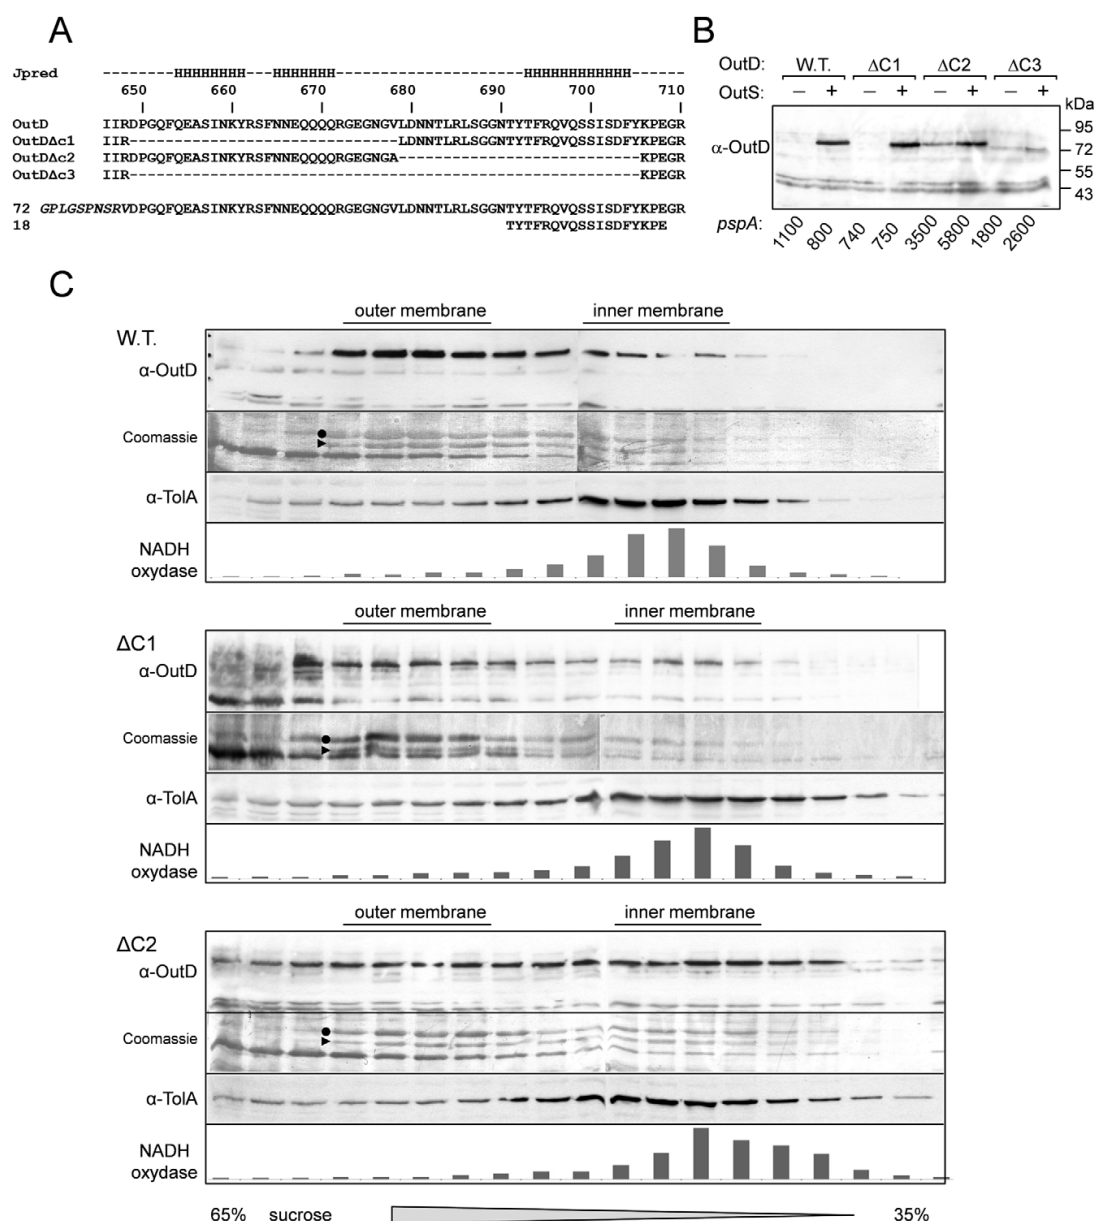 A
Jpred --------HHHHHHHH---HHHHHHH---------------------HHHHHHHHHHHH------
650 660 670 680 690 700 710
OutD IIRDPGQFQEASINKYRSFNNEQQQQRGEGNGVLDNNTLRLSGGNTYTFRQVQSSISDFYKPEGR
OutDΔc1 IIR------------------------------LDNNTLRLSGGNTYTFRQVQSSISDFYKPEGR
OutDΔc2 IIRDPGQFQEASINKYRSFNNEQQQQRGEGNGA---------------------------KPEGR
OutDΔc3 IIR---------------------------------------------------------KPEGR
72 GPLGSPNSRVDPGQFQEASINKYRSFNNEQQQQRGEGNGVLDNNTLRLSGGNTYTFRQVQSSISDFYKPEGR
18 TYTFRQVQSSISDFYKPE
B
OutD: W.T. ΔC1 ΔC2 ΔC3
OutS: – + – + – + – +
kDa
α-OutD
95
72
55
43
pspA: 1100 800 740 750 3500 5800 1800 2600
C
outer membrane inner membrane
W.T.
α-OutD
Coomassie
α-TolA
NADH
oxydase
outer membrane inner membrane
ΔC1
α-OutD
Coomassie
α-TolA
NADH
oxydase
outer membrane inner membrane
ΔC2
α-OutD
Coomassie
α-TolA
NADH
oxydase
65% sucrose 35%